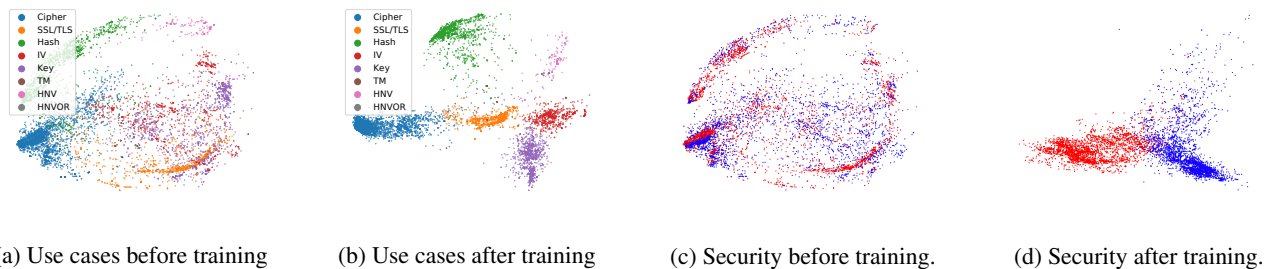 Cipher
SSL/TLS
Hash
IV
Key
TM
HNV
HNVOR
Cipher
SSL/TLS
Hash
IV
Key
TM
HNV
HNVOR
a) Use cases before training
(b) Use cases after training
(c) Security before training.
(d) Security after training.